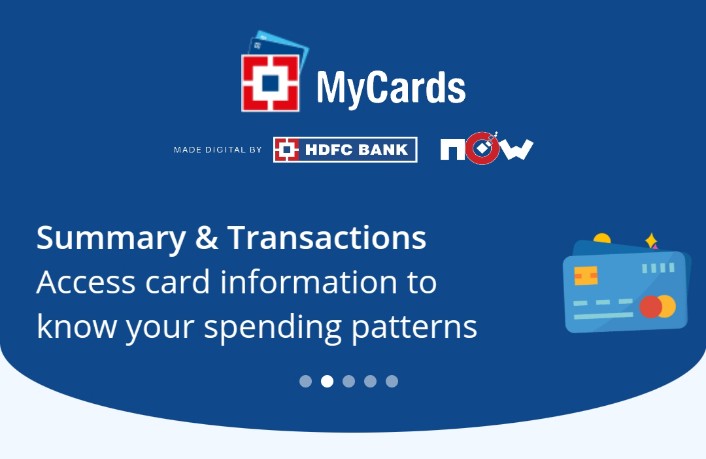 MyCards
MADE DIGITAL BY HDFC BANK now
Summary & Transactions
Access card information to
know your spending patterns